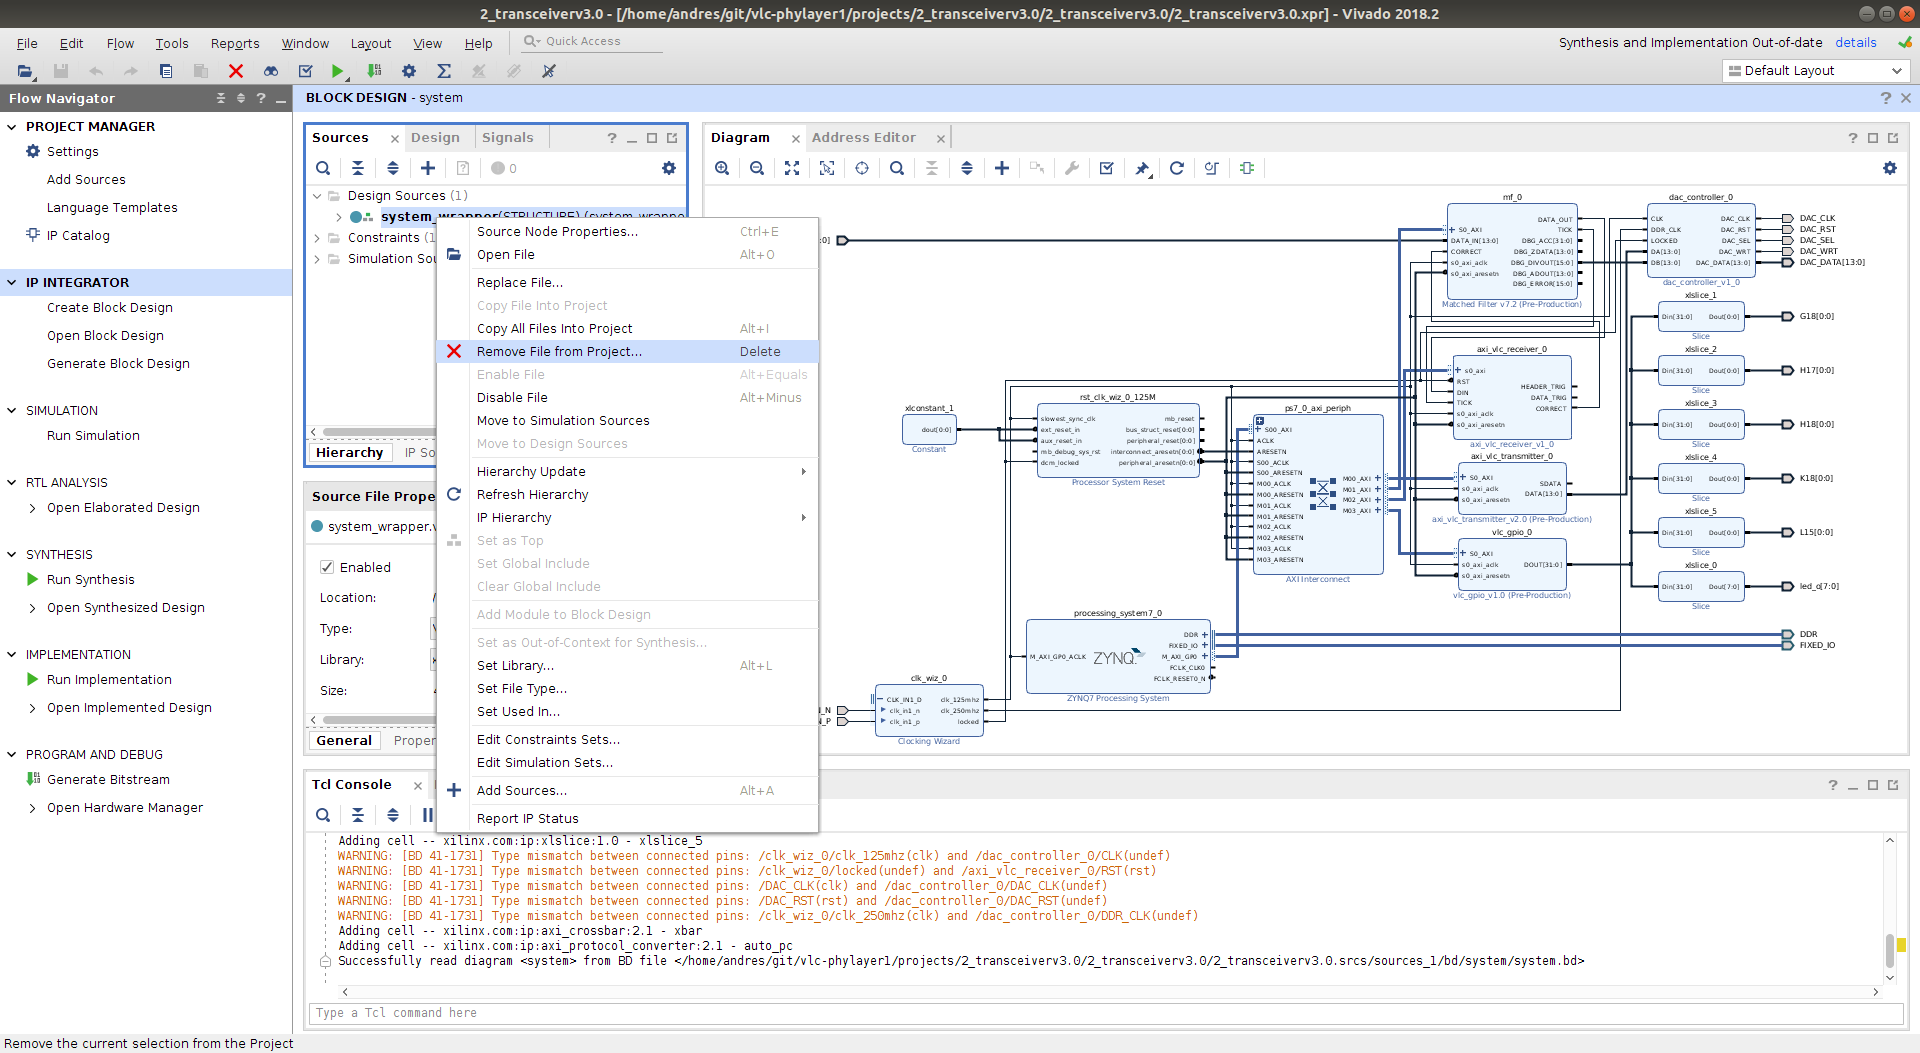 2_transceiverv3.0 - [/home/andres/git/vlc-phylayer1/projects/2_transceiverv3.0/2_transceiverv3.0/2_transceiverv3.0.xpr] - Vivado 2018.2
File Edit Flow Tools Reports Window Layout View Help Quick Access
Synthesis and Implementation Out-of-date details
Default Layout
Flow Navigator
PROJECT MANAGER
Settings
Add Sources
Language Templates
IP Catalog
IP INTEGRATOR
Create Block Design
Open Block Design
Generate Block Design
SIMULATION
Run Simulation
RTL ANALYSIS
Open Elaborated Design
SYNTHESIS
Run Synthesis
Open Synthesized Design
IMPLEMENTATION
Run Implementation
Open Implemented Design
PROGRAM AND DEBUG
Generate Bitstream
Open Hardware Manager
BLOCK DESIGN - system
Sources Design Signals
0
Design Sources (1)
system_wrapper(STRUCTURE) (system_wrappe
Constraints (1
Simulation Sou
Hierarchy IP So
Source File Prope
system_wrapper.v
Enabled
Location: /
Type:
Library:
Size:
General Proper
Source Node Properties... Ctrl+E
Open File Alt+O
Replace File...
Copy File Into Project
Copy All Files Into Project Alt+I
Remove File from Project... Delete
Enable File Alt+Equals
Disable File Alt+Minus
Move to Simulation Sources
Move to Design Sources
Hierarchy Update
Refresh Hierarchy
IP Hierarchy
Set as Top
Set Global Include
Clear Global Include
Add Module to Block Design
Set as Out-of-Context for Synthesis...
Set Library... Alt+L
Set File Type...
Set Used In...
Edit Constraints Sets...
Edit Simulation Sets...
Add Sources... Alt+A
Report IP Status
Diagram Address Editor
:0]
xlconstant_1
dout[0:0]
Constant
rst_clk_wiz_0_125M
slowest_sync_clk mb_reset
ext_reset_in bus_struct_reset[0:0]
aux_reset_in peripheral_reset[0:0]
mb_debug_sys_rst interconnect_aresetn[0:0]
dcm_locked peripheral_aresetn[0:0]
Processor System Reset
ps7_0_axi_periph
S00_AXI
ACLK
ARESETN
S00_ACLK
S00_ARESETN
M00_ACLK M00_AXI
M00_ARESETN M01_AXI
M01_ACLK M02_AXI
M01_ARESETN M03_AXI
M02_ACLK
M02_ARESETN
M03_ACLK
M03_ARESETN
AXI Interconnect
processing_system7_0
DDR
FIXED_IO
M_AXI_GP0_ACLK ZYNQ M_AXI_GP0
FCLK_CLK0
FCLK_RESET0_N
ZYNQ7 Processing System
clk_wiz_0
CLK_IN1_D clk_125mhz
clk_in1_n clk_250mhz
clk_in1_p locked
Clocking Wizard
N_N
N_P
mf_0
DATA_OUT
S0_AXI TICK
DATA_IN[13:0] DBG_ACC[31:0]
CORRECT DBG_ZDATA[13:0]
s0_axi_aclk DBG_DIVOUT[15:0]
s0_axi_aresetn DBG_ADOUT[13:0]
DBG_ERROR[15:0]
Matched Filter v7.2 (Pre-Production)
axi_vlc_receiver_0
s0_axi
RST HEADER_TRIG
DIN DATA_TRIG
TICK CORRECT
s0_axi_aclk
s0_axi_aresetn
axi_vlc_receiver_v1_0
axi_vlc_transmitter_0
S0_AXI SDATA
s0_axi_aclk DATA[13:0]
s0_axi_aresetn
axi_vlc_transmitter_v2.0 (Pre-Production)
vlc_gpio_0
S0_AXI
s0_axi_aclk DOUT[31:0]
s0_axi_aresetn
vlc_gpio_v1.0 (Pre-Production)
dac_controller_0
CLK DAC_CLK DAC_CLK
DDR_CLK DAC_RST DAC_RST
LOCKED DAC_SEL DAC_SEL
DA[13:0] DAC_WRT DAC_WRT
DB[13:0] DAC_DATA[13:0] DAC_DATA[13:0]
dac_controller_v1_0
xlslice_1
Din[31:0] Dout[0:0] G18[0:0]
Slice
xlslice_2
Din[31:0] Dout[0:0] H17[0:0]
Slice
xlslice_3
Din[31:0] Dout[0:0] H18[0:0]
Slice
xlslice_4
Din[31:0] Dout[0:0] K18[0:0]
Slice
xlslice_5
Din[31:0] Dout[0:0] L15[0:0]
Slice
xlslice_0
Din[31:0] Dout[7:0] led_o[7:0]
Slice
DDR
FIXED_IO
Tcl Console
Adding cell -- xilinx.com:ip:xlslice:1.0 - xlslice_5
WARNING: [BD 41-1731] Type mismatch between connected pins: /clk_wiz_0/clk_125mhz(clk) and /dac_controller_0/CLK(undef)
WARNING: [BD 41-1731] Type mismatch between connected pins: /clk_wiz_0/locked(undef) and /axi_vlc_receiver_0/RST(rst)
WARNING: [BD 41-1731] Type mismatch between connected pins: /DAC_CLK(clk) and /dac_controller_0/DAC_CLK(undef)
WARNING: [BD 41-1731] Type mismatch between connected pins: /DAC_RST(rst) and /dac_controller_0/DAC_RST(undef)
WARNING: [BD 41-1731] Type mismatch between connected pins: /clk_wiz_0/clk_250mhz(clk) and /dac_controller_0/DDR_CLK(undef)
Adding cell -- xilinx.com:ip:axi_crossbar:2.1 - xbar
Adding cell -- xilinx.com:ip:axi_protocol_converter:2.1 - auto_pc
Successfully read diagram <system> from BD file </home/andres/git/vlc-phylayer1/projects/2_transceiverv3.0/2_transceiverv3.0/2_transceiverv3.0.srcs/sources_1/bd/system/system.bd>
Type a Tcl command here
Remove the current selection from the Project